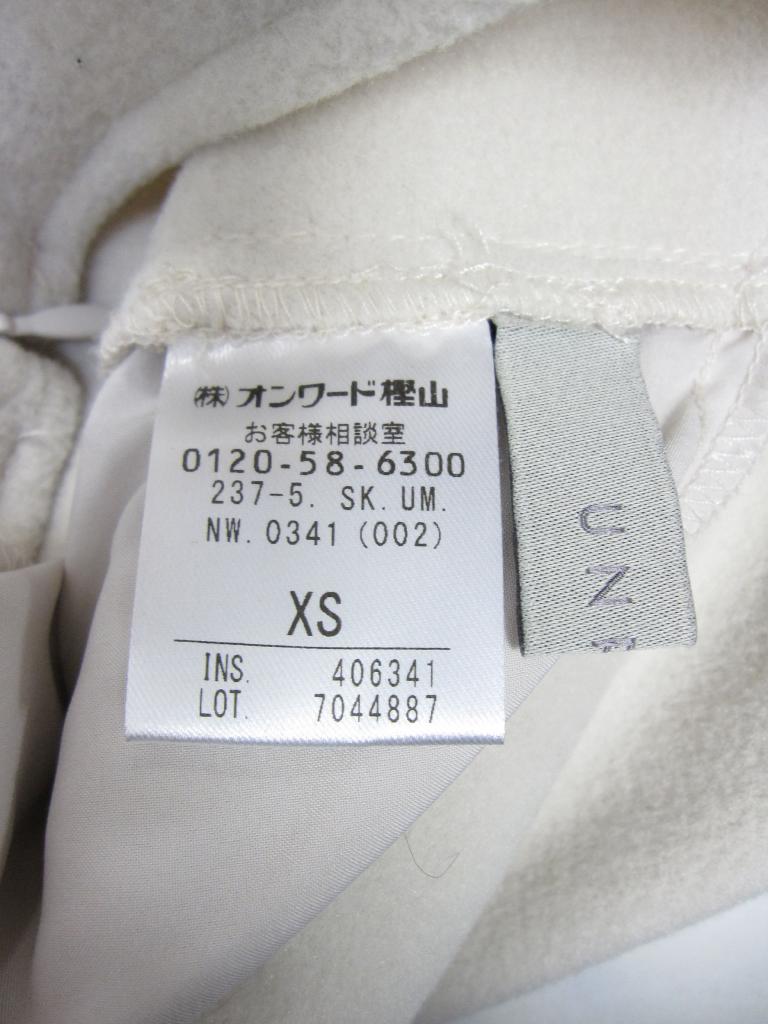 ㈱オンワード樫山
お客様相談室
0120-58-6300
237-5. SK. UM.
NW. 0341 (002)
XS
INS. 406341
LOT. 7044887
UN